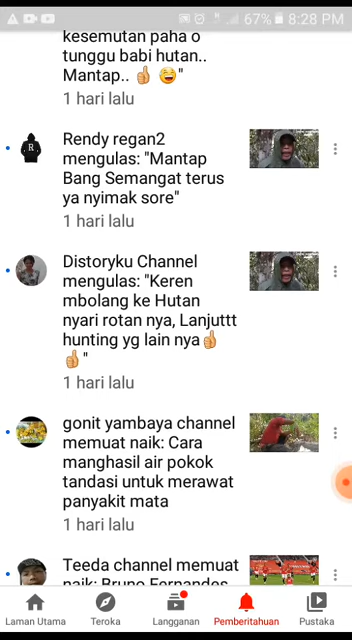 67% 8:28 PM
kesemutan paha o
tunggu babi hutan..
Mantap.. 👍 😄"
1 hari lalu
R
Rendy regan2
mengulas: "Mantap
Bang Semangat terus
ya nyimak sore"
1 hari lalu
Distoryku Channel
mengulas: "Keren
mbolang ke Hutan
nyari rotan nya, Lanjuttt
hunting yg lain nya👍
👍"
1 hari lalu
gonit yambaya channel
memuat naik: Cara
manghasil air pokok
tandasi untuk merawat
panyakit mata
1 hari lalu
Teeda channel memuat
naik: Bruno Fernandes
Laman Utama Teroka Langganan Pemberitahuan Pustaka